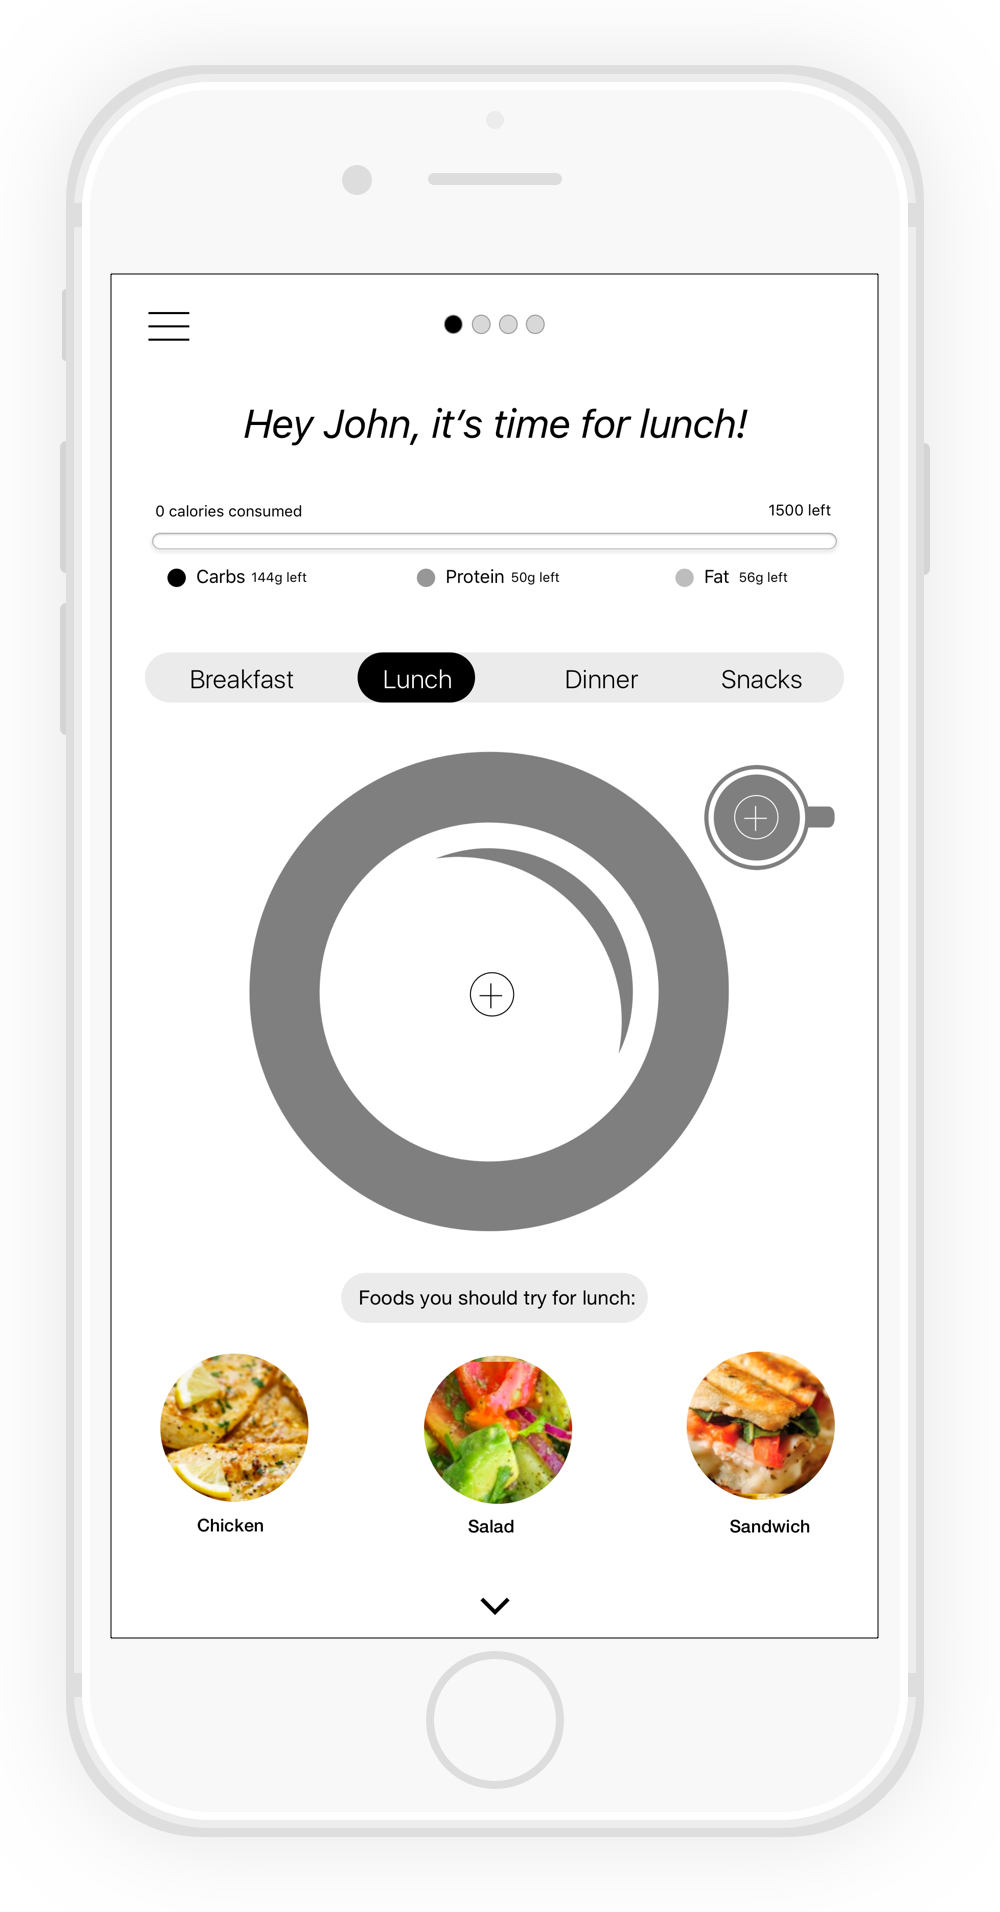 Hey John, it’s time for lunch!
0 calories consumed 1500 left
Carbs 144g left Protein 50g left Fat 56g left
Breakfast Lunch Dinner Snacks
Foods you should try for lunch:
Chicken Salad Sandwich